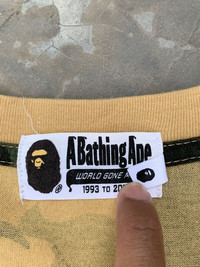 A Bathing Ape
WORLD GONE
®
1993 TO